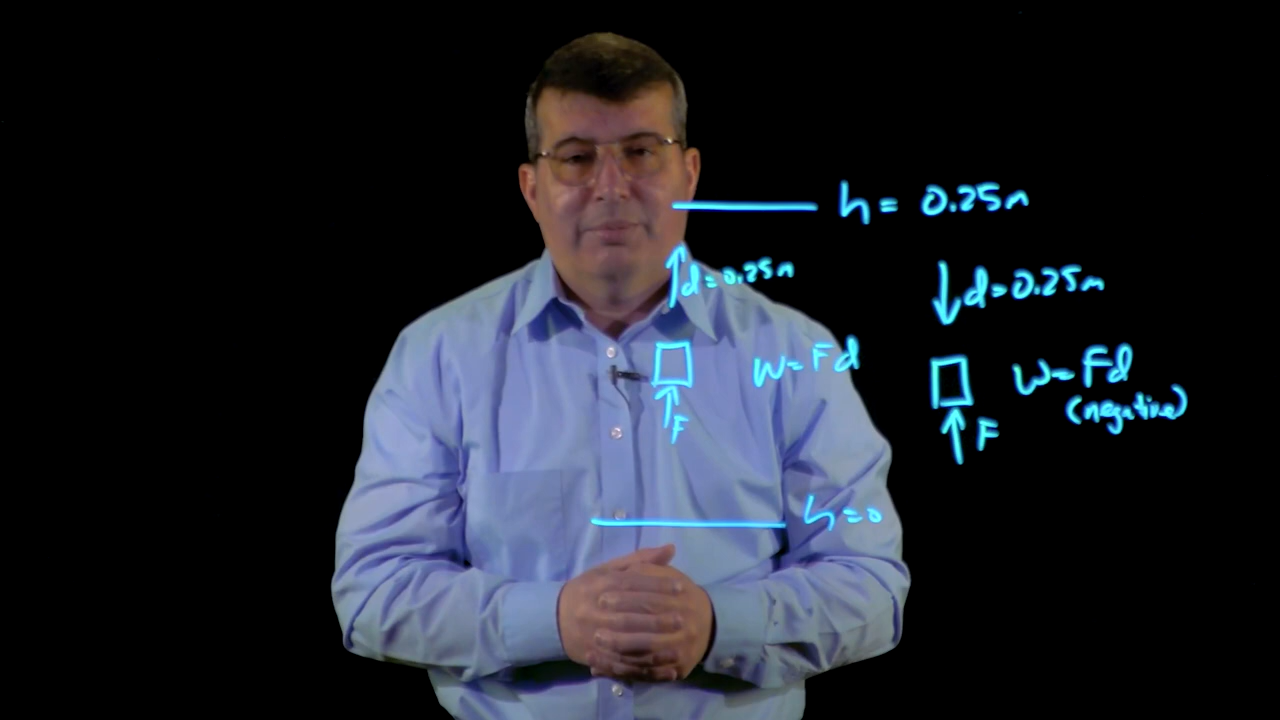 h = 0.25m
d = 0.25m
W = Fd
F
h = 0
d = 0.25m
W = Fd
(negative)
F